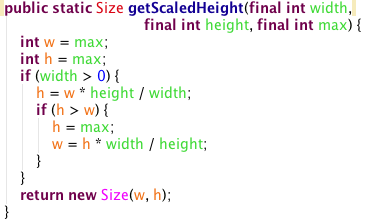 public static Size getScaledHeight(final int width,
final int height, final int max) {
int w = max;
int h = max;
if (width > 0) {
h = w * height / width;
if (h > w) {
h = max;
w = h * width / height;
}
}
return new Size(w, h);
}